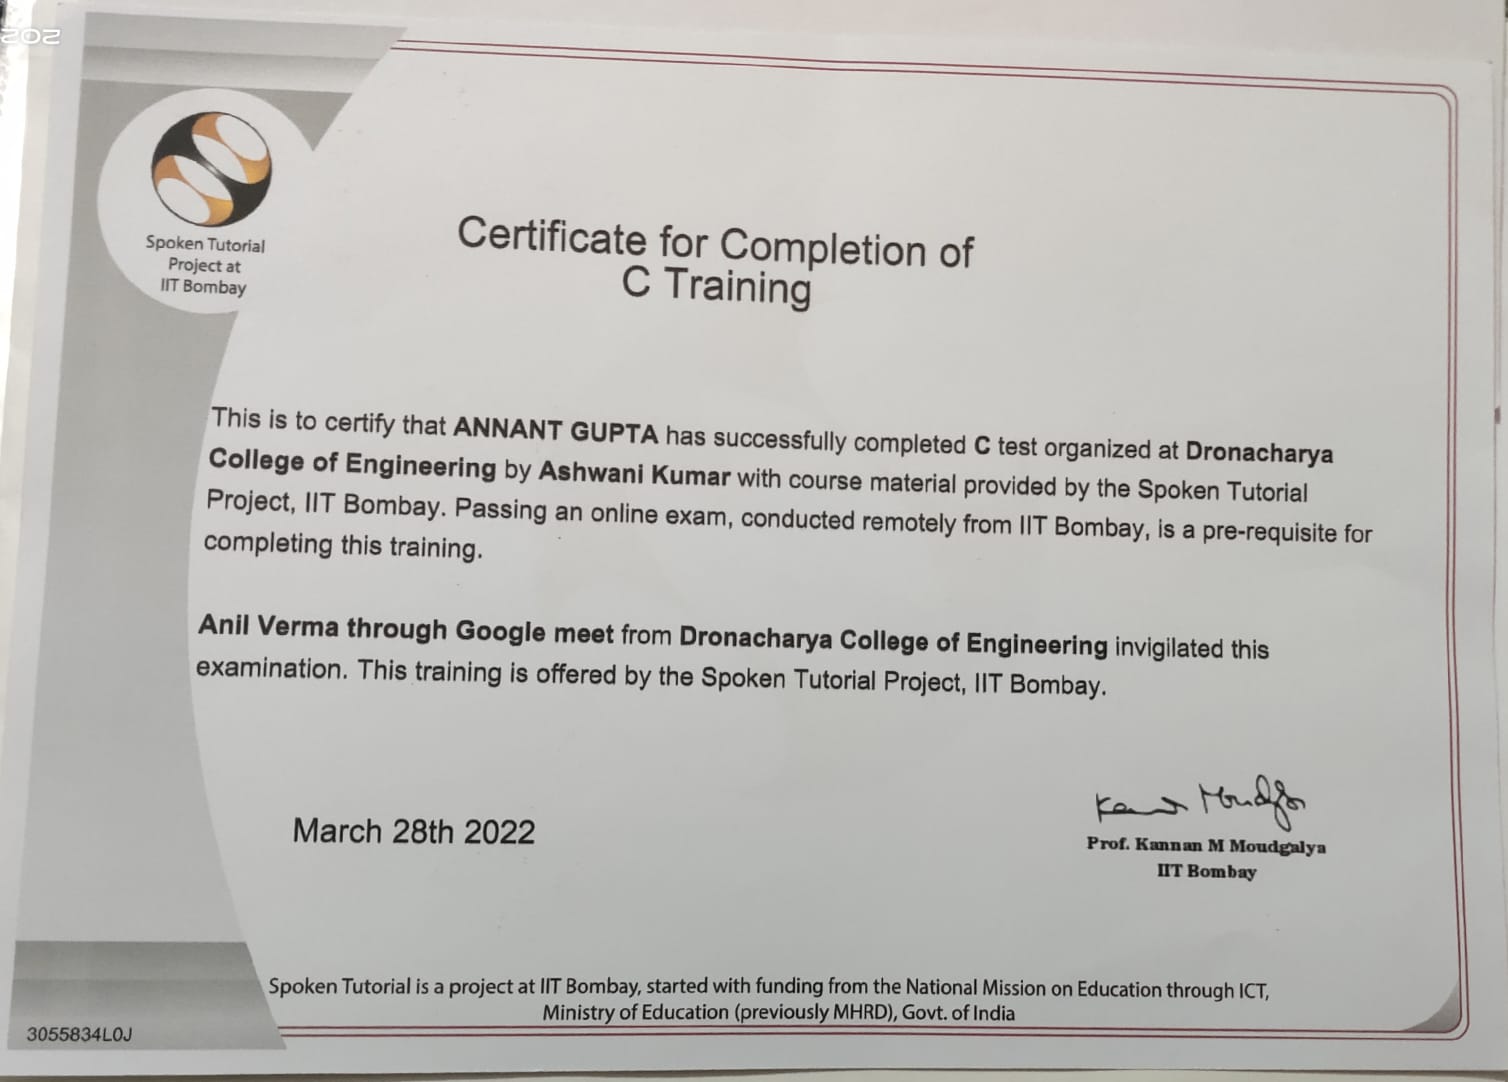 202
Spoken Tutorial
Project at
IIT Bombay
Certificate for Completion of
C Training
This is to certify that ANNANT GUPTA has successfully completed C test organized at Dronacharya
College of Engineering by Ashwani Kumar with course material provided by the Spoken Tutorial
Project, IIT Bombay. Passing an online exam, conducted remotely from IIT Bombay, is a pre-requisite for
completing this training.
Anil Verma through Google meet from Dronacharya College of Engineering invigilated this
examination. This training is offered by the Spoken Tutorial Project, IIT Bombay.
March 28th 2022
Kannan Moudgalya
Prof. Kannan M Moudgalya
IIT Bombay
Spoken Tutorial is a project at IIT Bombay, started with funding from the National Mission on Education through ICT,
Ministry of Education (previously MHRD), Govt. of India
3055834L0J